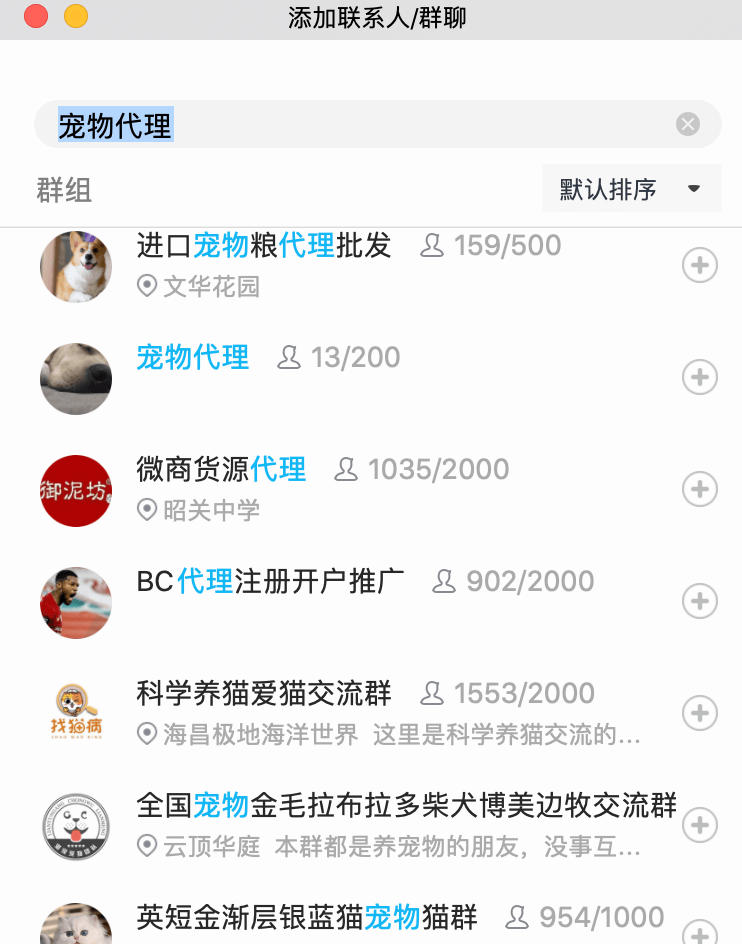 添加联系人/群聊
宠物代理
群组
默认排序
进口宠物粮代理批发 159/500
文华花园
宠物代理 13/200
微商货源代理 1035/2000
御泥坊
昭关中学
BC代理注册开户推广 902/2000
科学养猫爱猫交流群 1553/2000
找猫病
海昌极地海洋世界 这里是科学养猫交流的...
全国宠物金毛拉布拉多柴犬博美边牧交流群
云顶华庭 本群都是养宠物的朋友，没事互...
英短金渐层银蓝猫宠物猫群 954/1000